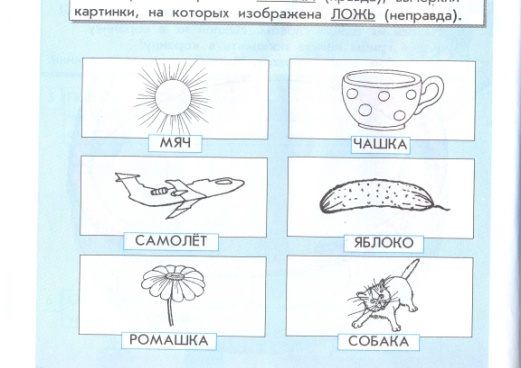 картинки, на которых изображена ЛОЖЬ (неправда).
МЯЧ
ЧАШКА
САМОЛЁТ
ЯБЛОКО
РОМАШКА
СОБАКА